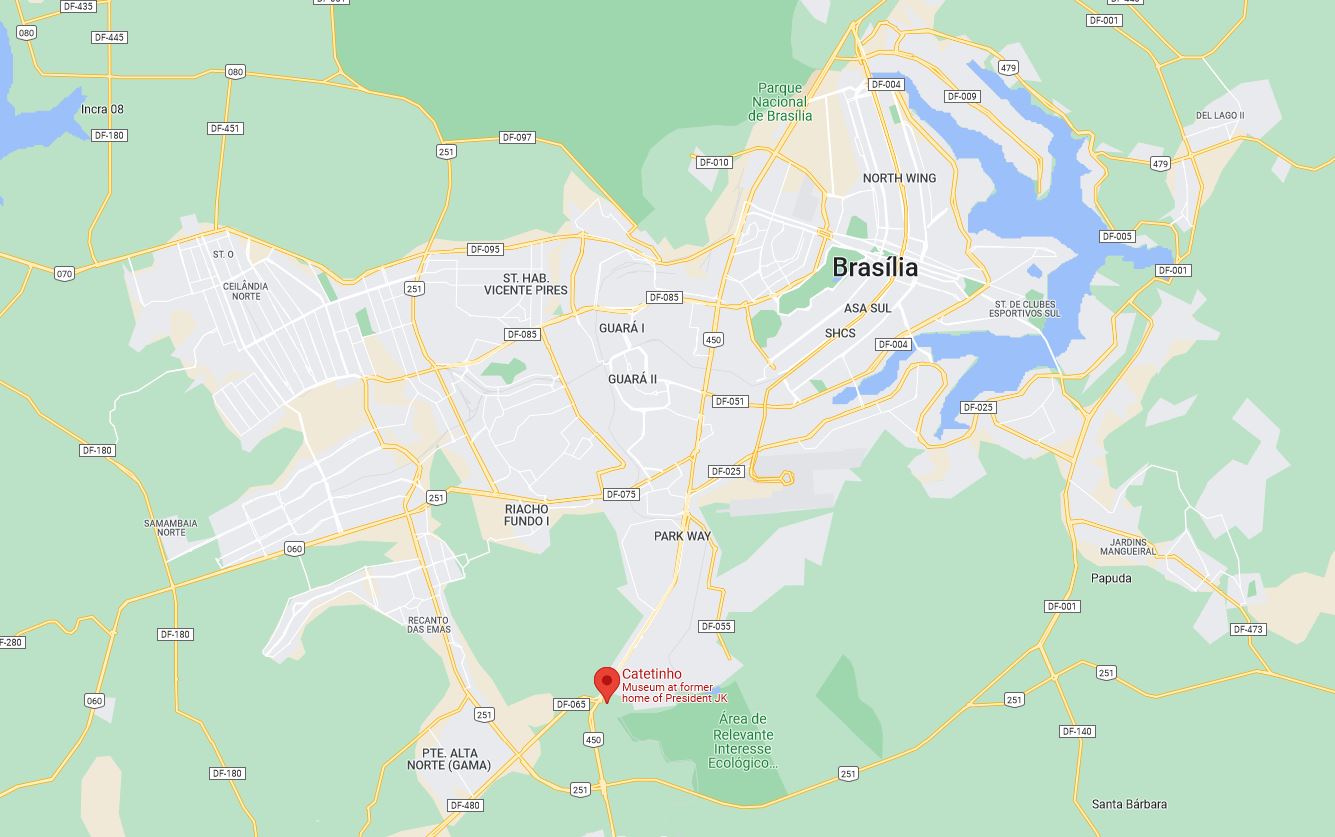 DF-435
DF-001
DF-440
DF-001
080
DF-445
080
479
Parque
Nacional
de Brasília
DF-004
DF-009
Incra 08
DF-180
DF-451
DEL LAGO II
DF-097
251
DF-010
479
NORTH WING
DF-005
DF-095
ST. O
070
Brasília
DF-001
CEILÂNDIA
NORTE
251
ST. HAB.
VICENTE PIRES
DF-085
ASA SUL
ST. DE CLUBES
ESPORTIVOS SUL
GUARÁ I
DF-085
450
SHCS
DF-004
GUARÁ II
DF-051
DF-025
DF-180
DF-025
251
DF-075
RIACHO
FUNDO I
SAMAMBAIA
NORTE
060
PARK WAY
JARDINS
MANGUEIRAL
Papuda
DF-001
RECANTO
DAS EMAS
DF-055
DF-473
DF-180
F-280
Catetinho
Museum at former
home of President JK
251
060
DF-065
251
251
450
Área de
Relevante
Interesse
Ecológico...
DF-140
PTE. ALTA
NORTE (GAMA)
DF-180
251
251
DF-480
Santa Bárbara